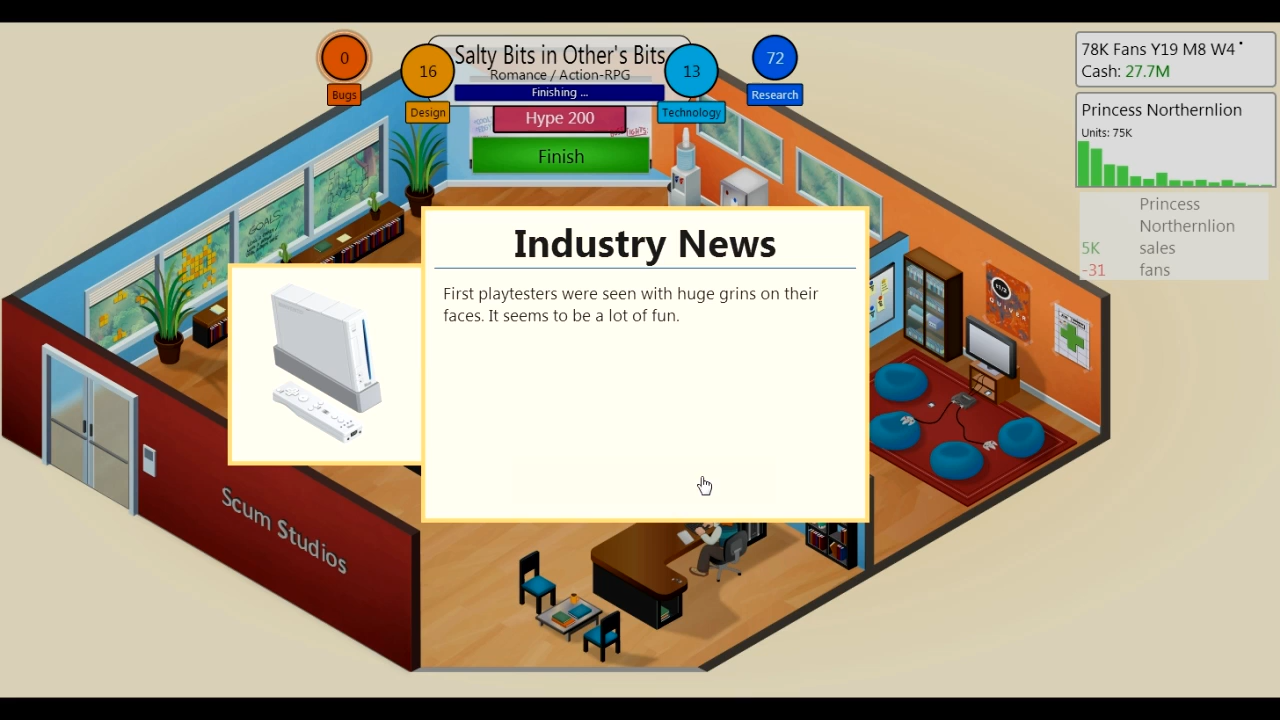 Salty Bits in Other's Bits
Romance / Action-RPG
Finishing ...
Hype 200
Finish
0
Bugs
16
Design
13
Technology
72
Research
78K Fans Y19 M8 W4
Cash: 27.7M
Princess Northernlion
Units: 75K
Princess
Northernlion
5K sales
-31 fans
Industry News
First playtesters were seen with huge grins on their
faces. It seems to be a lot of fun.
GOALS
Scum Studios